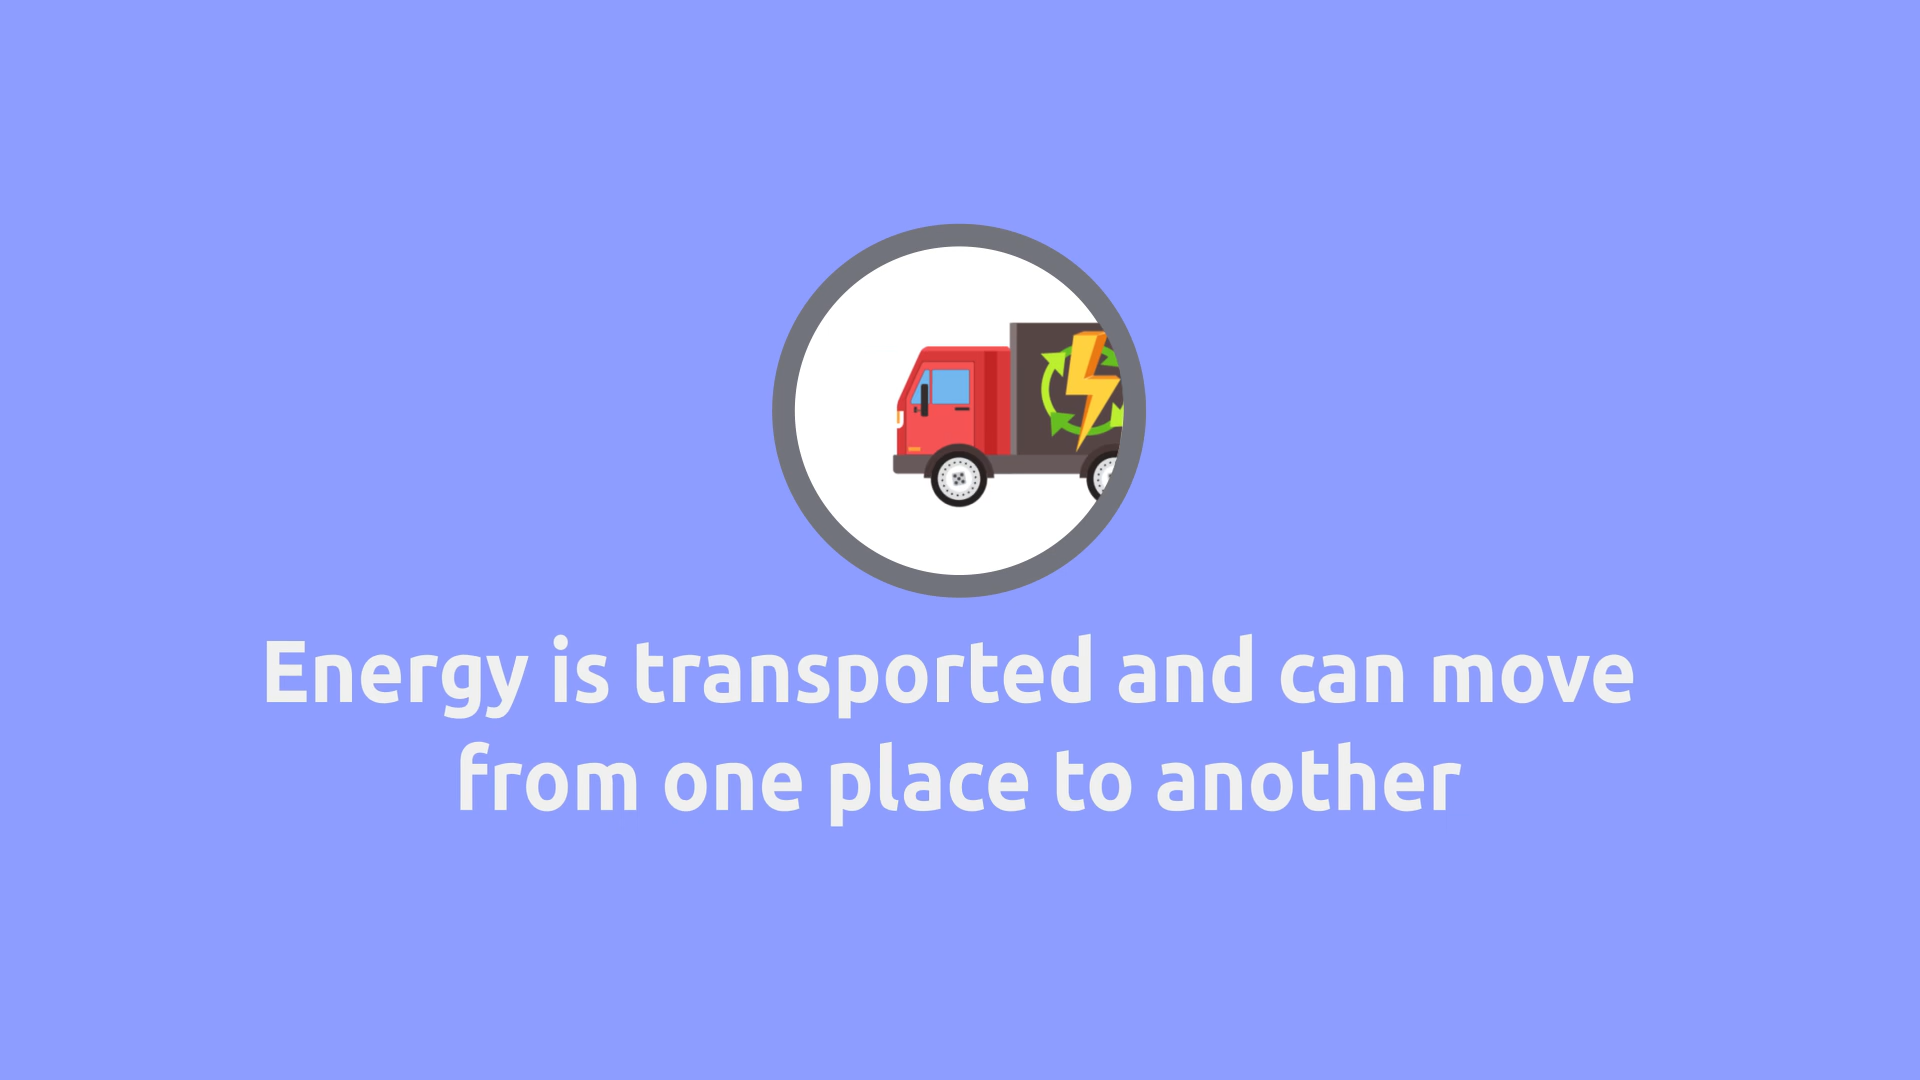 Energy is transported and can move
from one place to another